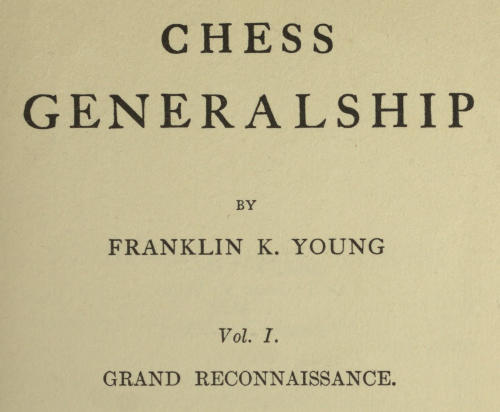 CHESS
GENERALSHIP
BY
FRANKLIN K. YOUNG
Vol. I.
GRAND RECONNAISSANCE.